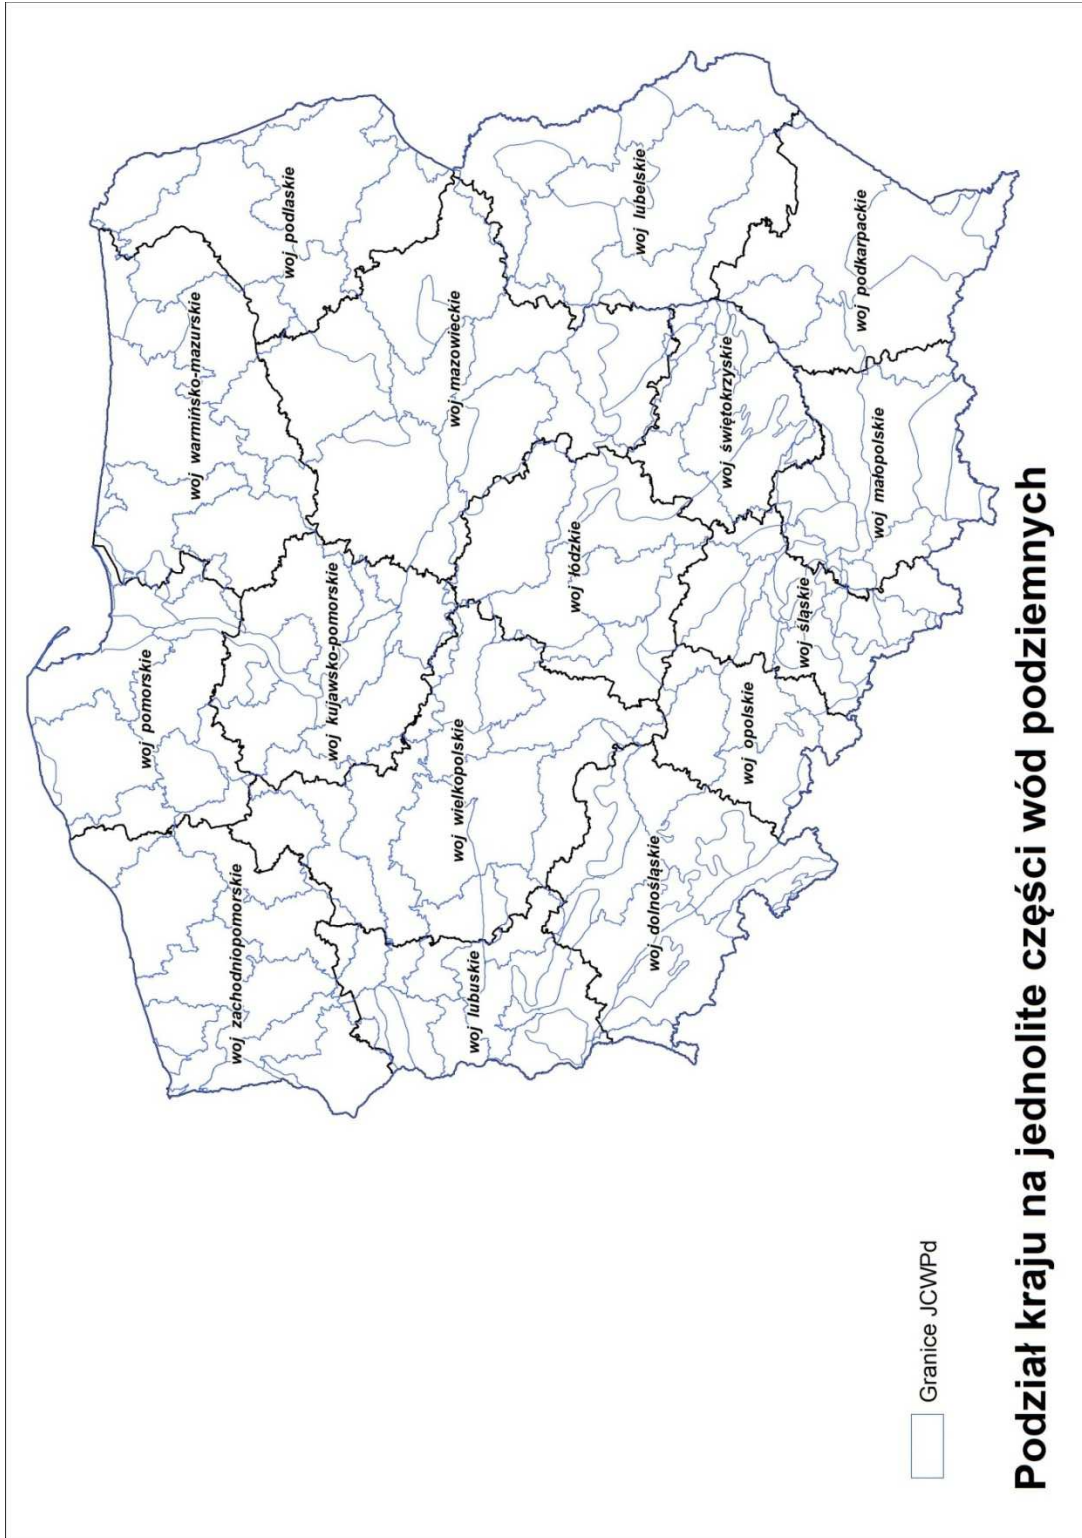 woj zachodniopomorskie
woj pomorskie
woj warmińsko-mazurskie
woj podlaskie
woj kujawsko-pomorskie
woj mazowieckie
woj wielkopolskie
woj lubuskie
woj łódzkie
woj lubelskie
woj dolnośląskie
woj opolskie
woj śląskie
woj świętokrzyskie
woj małopolskie
woj podkarpackie
Granice JCWPd
Podział kraju na jednolite części wód podziemnych